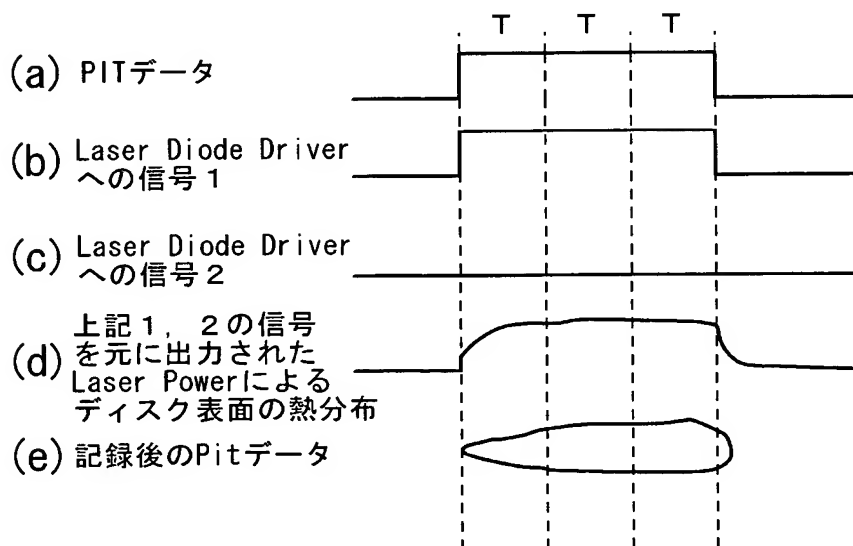 T T T
(a) PITデータ
(b) Laser Diode Driver
への信号1
(c) Laser Diode Driver
への信号2
上記1，2の信号
(d) を元に出力された
Laser Powerによる
ディスク表面の熱分布
(e) 記録後のPitデータ